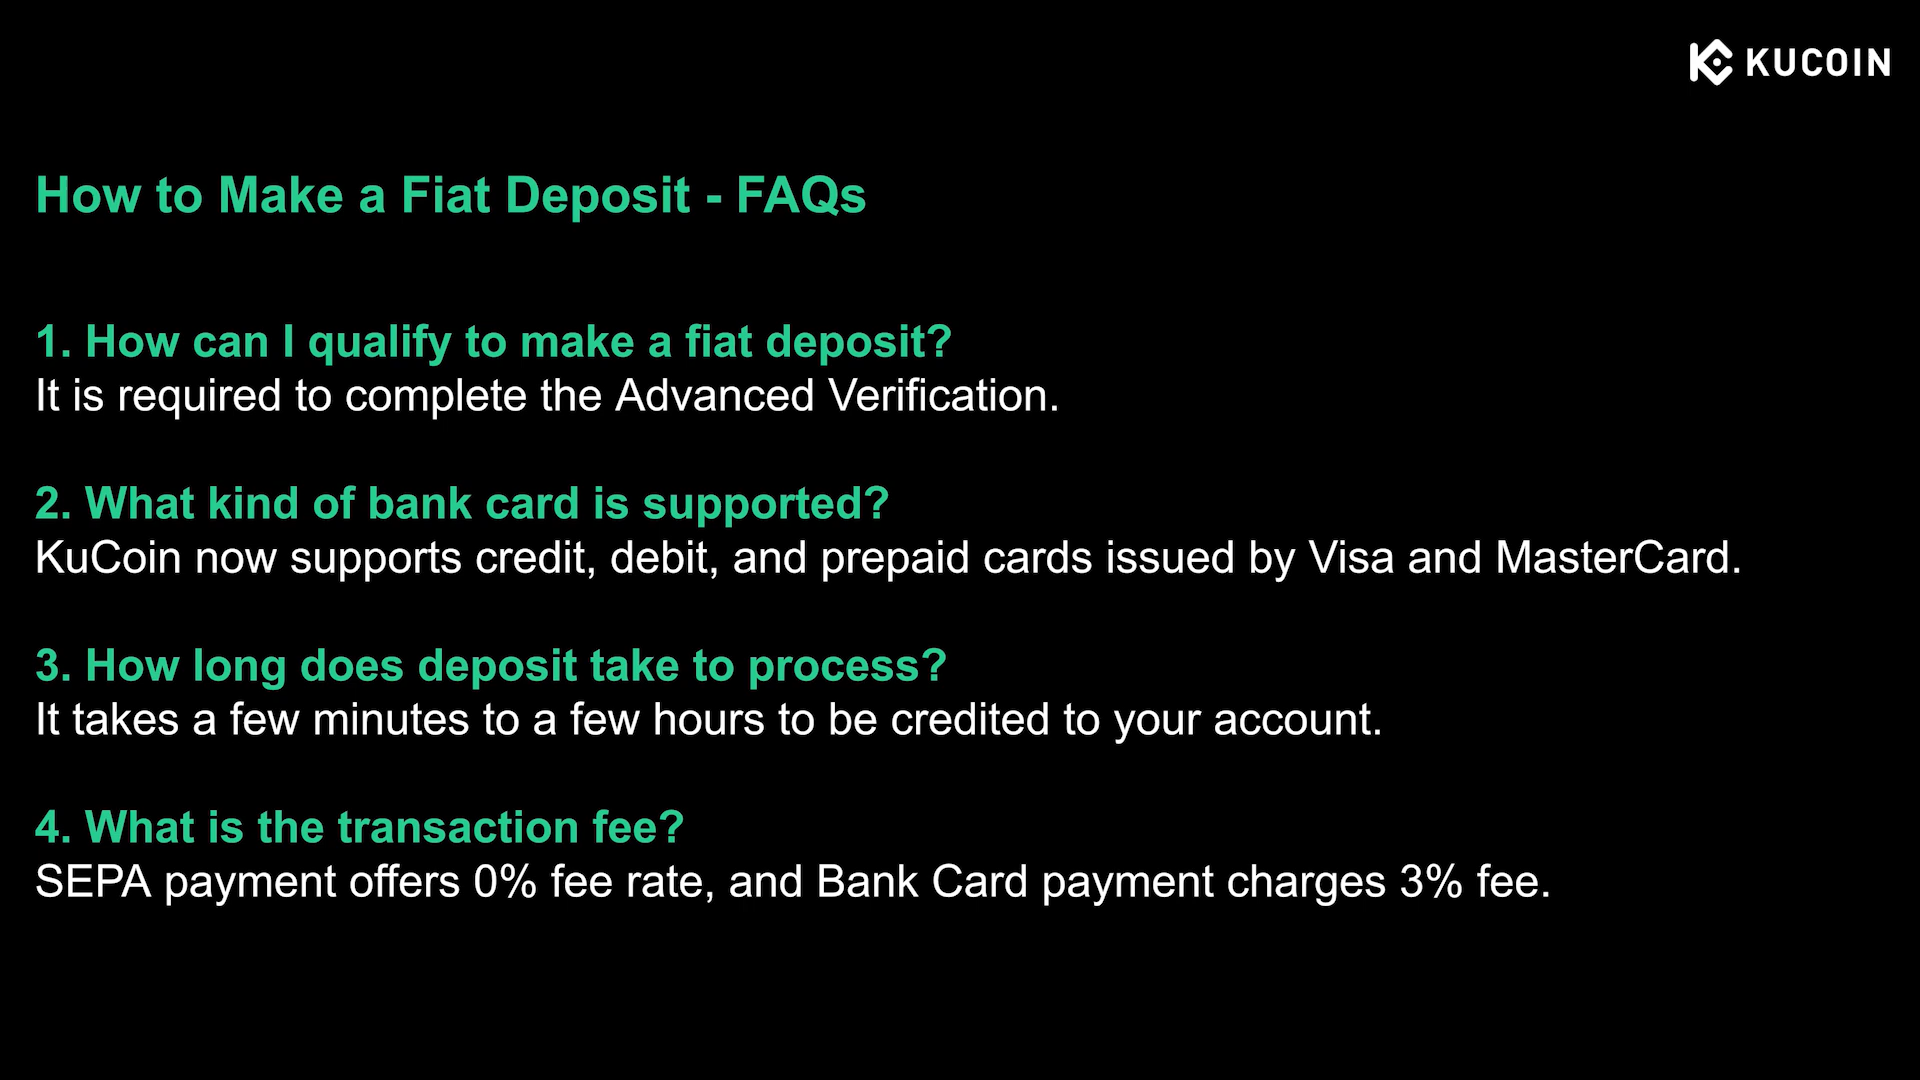 KUCOIN
How to Make a Fiat Deposit - FAQs
1. How can I qualify to make a fiat deposit?
It is required to complete the Advanced Verification.
2. What kind of bank card is supported?
KuCoin now supports credit, debit, and prepaid cards issued by Visa and MasterCard.
3. How long does deposit take to process?
It takes a few minutes to a few hours to be credited to your account.
4. What is the transaction fee?
SEPA payment offers 0% fee rate, and Bank Card payment charges 3% fee.